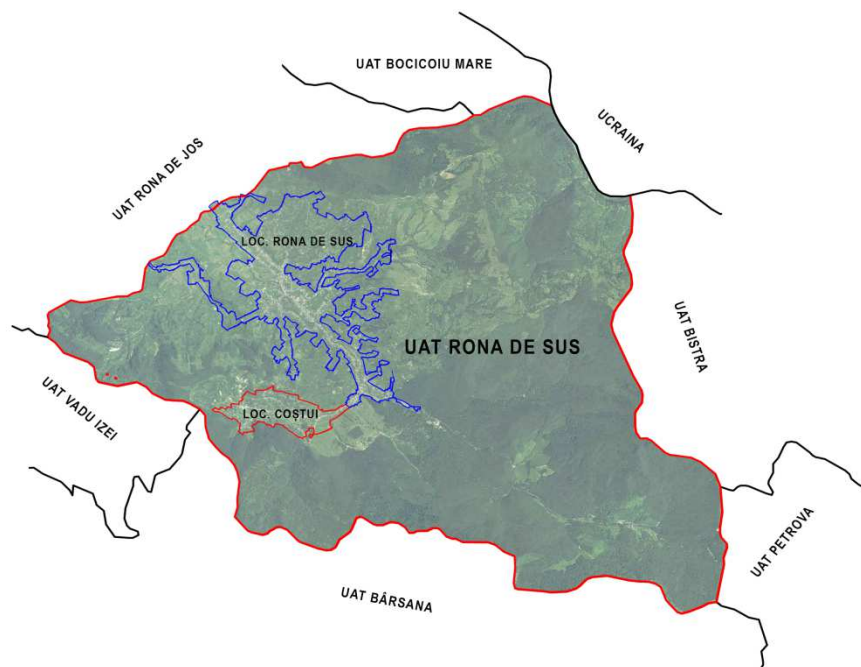 UAT BOCICOIU MARE
UCRAINA
UAT RONA DE JOS
LOC. RONA DE SUS
UAT BISTRA
UAT RONA DE SUS
UAT VADU IZEI
LOC. COȘTUI
UAT PETROVA
UAT BÂRSANA